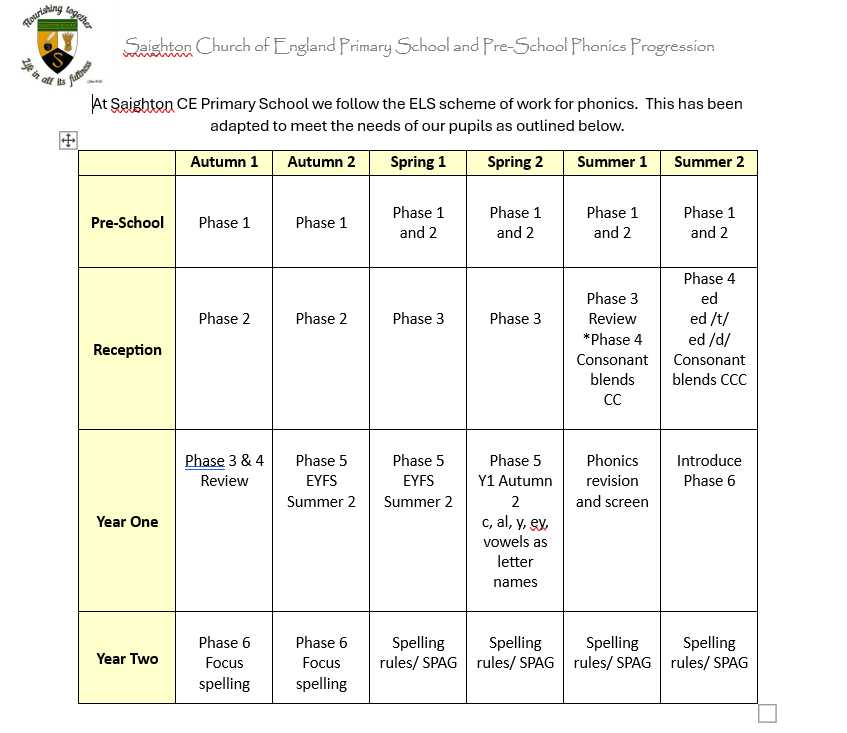 Nourishing together
Saighton Church of England Primary School and Pre-School Phonics Progression
S
Life in all its fullness
At Saighton CE Primary School we follow the ELS scheme of work for phonics. This has been
adapted to meet the needs of our pupils as outlined below.
Autumn 1 Autumn 2 Spring 1 Spring 2 Summer 1 Summer 2
Pre-School
Phase 1
Phase 1
Phase 1
and 2
Phase 1
and 2
Phase 1
and 2
Phase 1
and 2
Reception
Phase 2
Phase 2
Phase 3
Phase 3
Phase 3
Review
*Phase 4
Consonant
blends
CC
Phase 4
ed
ed /t/
ed /d/
Consonant
blends CCC
Year One
Phase 3 & 4
Review
Phase 5
EYFS
Summer 2
Phase 5
EYFS
Summer 2
Phase 5
Y1 Autumn
2
c, al, y, ey,
vowels as
letter
names
Phonics
revision
and screen
Introduce
Phase 6
Year Two
Phase 6
Focus
spelling
Phase 6
Focus
spelling
Spelling
rules/ SPAG
Spelling
rules/ SPAG
Spelling
rules/ SPAG
Spelling
rules/ SPAG